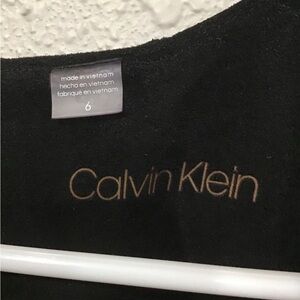 made in vietnam
hecho en vietnam
fabriqué en vietnam
6
Calvin Klein